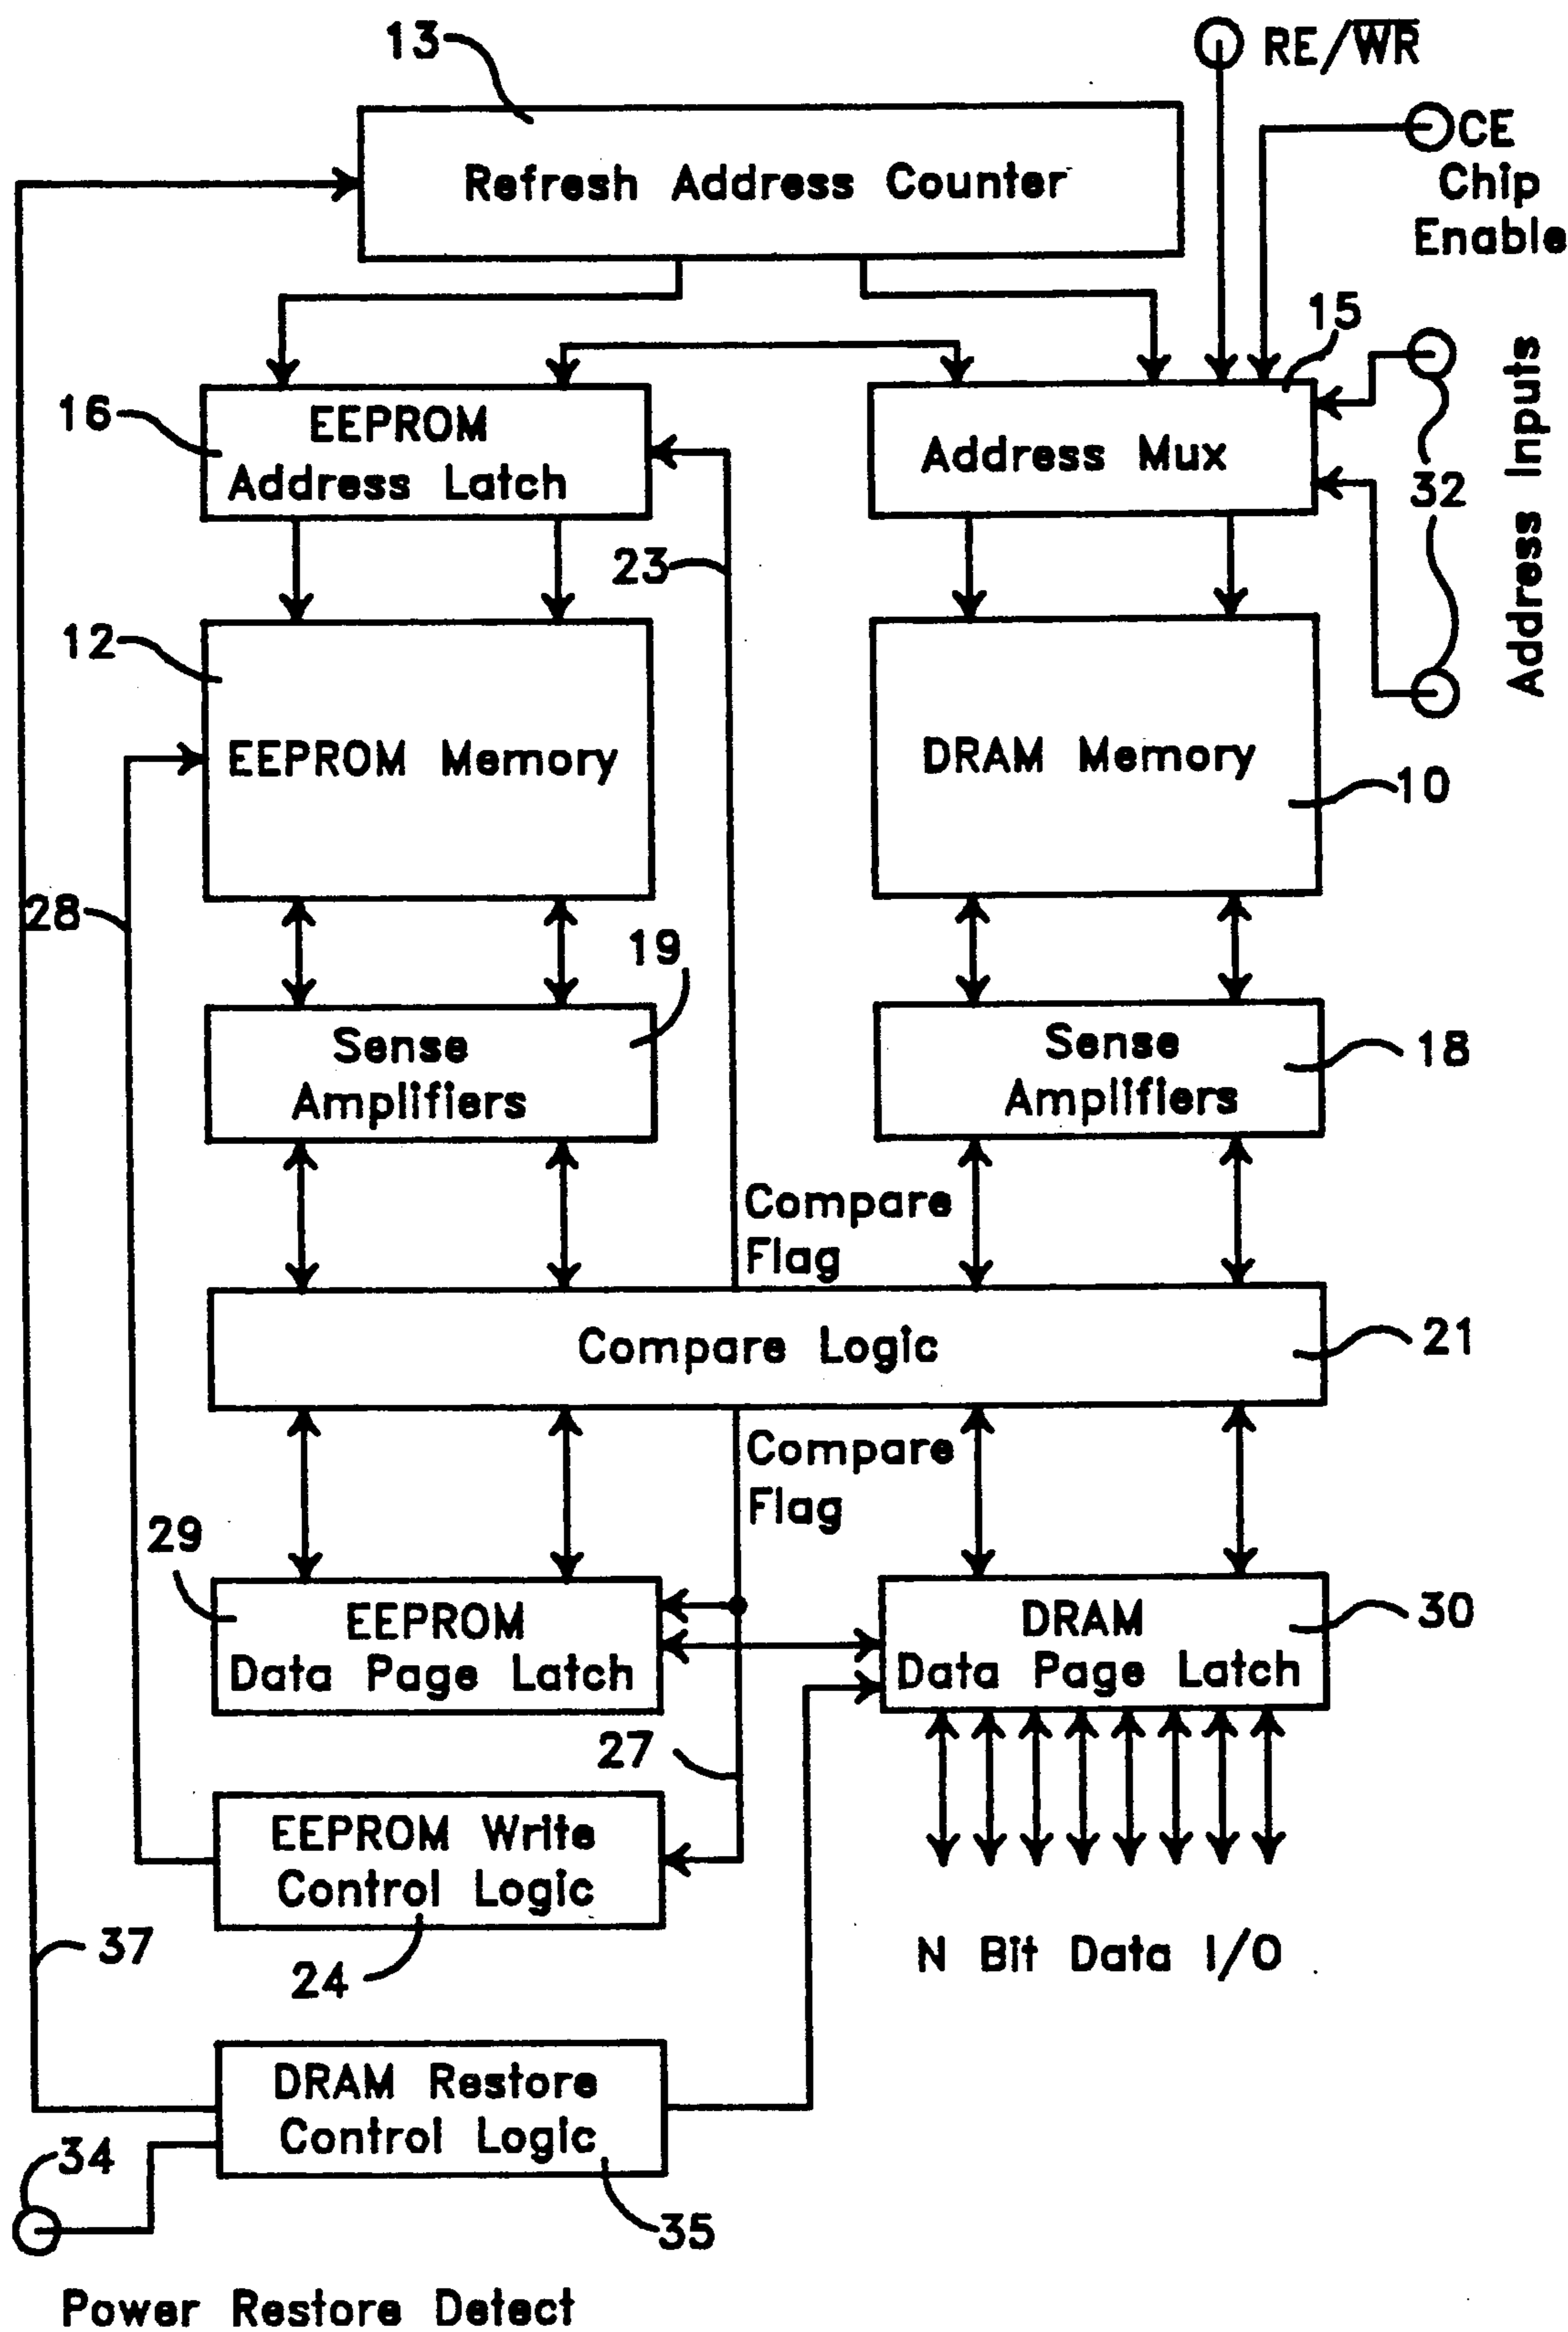 13
RE/W̅R̅
CE
Chip
Enable
Refresh Address Counter
15
16
EEPROM
Address Latch
Address Mux
32
Address Inputs
23
12
EEPROM Memory
DRAM Memory
10
28
19
Sense
Amplifiers
Sense
Amplifiers
18
Compare
Flag
Compare Logic
21
Compare
Flag
29
EEPROM
Data Page Latch
DRAM
Data Page Latch
30
27
EEPROM Write
Control Logic
37
24
N Bit Data I/O
DRAM Restore
Control Logic
34
35
Power Restore Detect